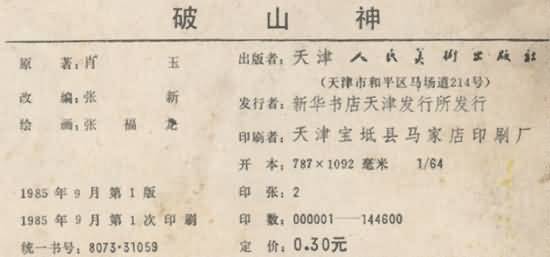 破山神
原著：肖玉
改编：张新
绘画：张福龙
1985年9月第1版
1985年9月第1次印刷
统一书号：8073·31059
出版者：天津人民美术出版社
（天津市和平区马场道214号）
发行者：新华书店天津发行所发行
印刷者：天津宝坻县马家店印刷厂
开本：787×1092毫米 1/64
印张：2
印数：000001—144600
定价：0.30元